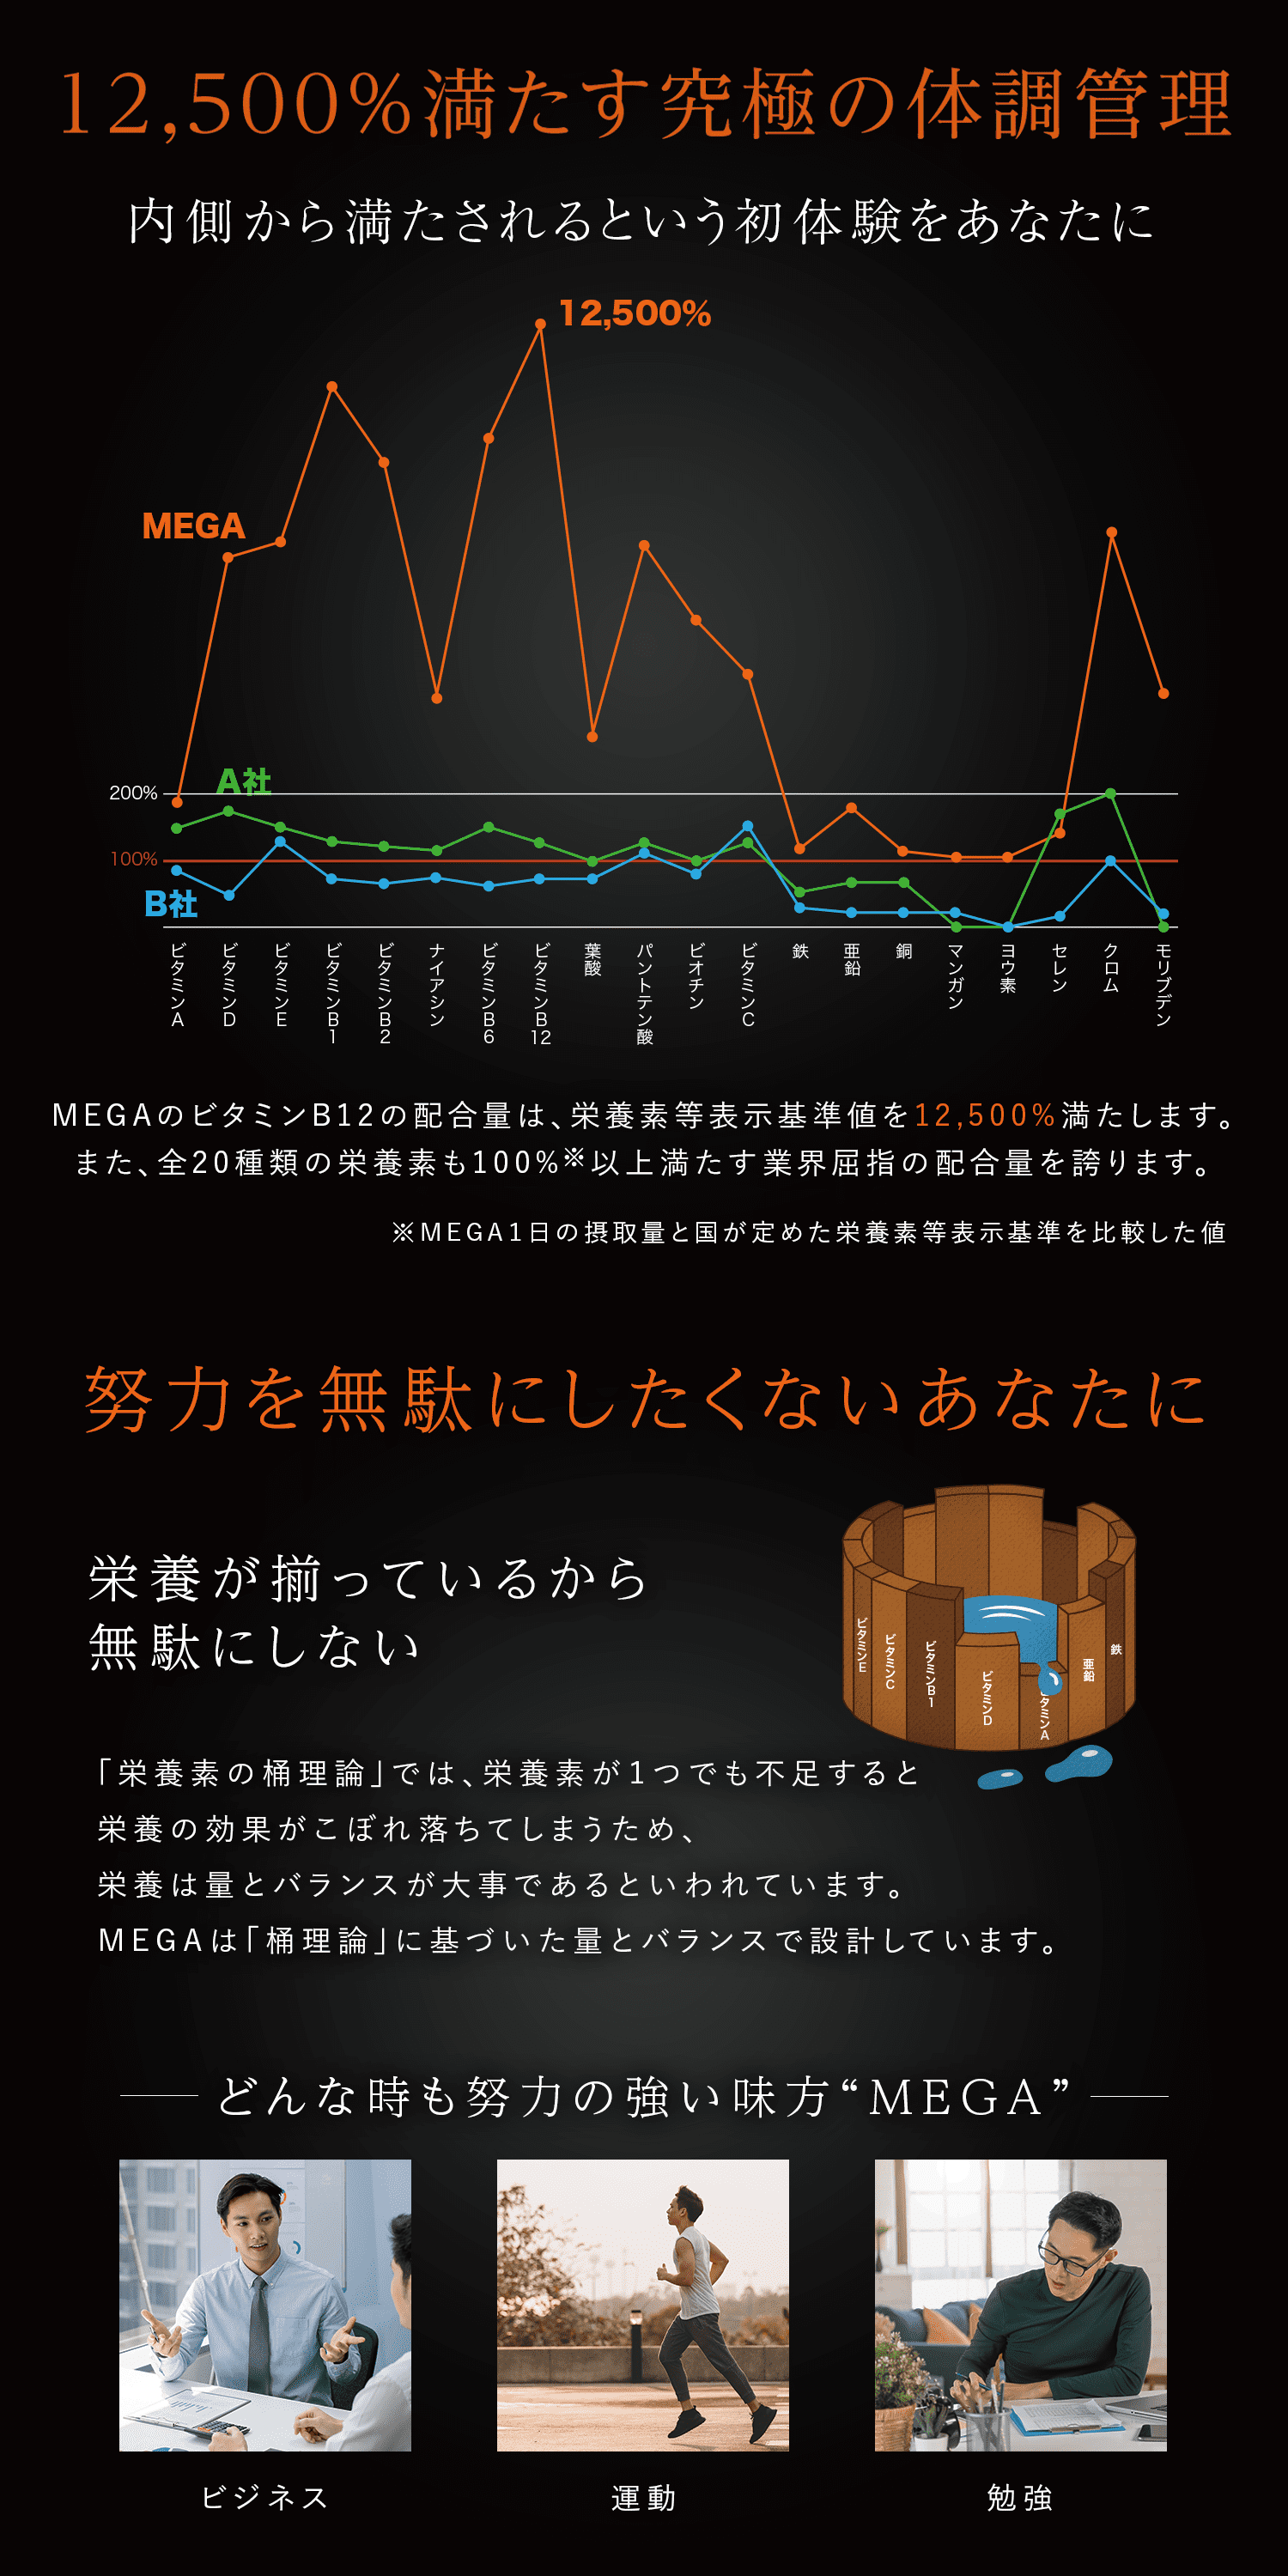 12,500%満たす究極の体調管理
内側から満たされるという初体験をあなたに
12,500%
MEGA
A社
200%
100%
B社
ビタミンA
ビタミンD
ビタミンE
ビタミンB1
ビタミンB2
ナイアシン
ビタミンB6
ビタミンB12
葉酸
パントテン酸
ビオチン
ビタミンC
鉄
亜鉛
銅
マンガン
ヨウ素
セレン
クロム
モリブデン
MEGAのビタミンB12の配合量は、栄養素等表示基準値を12,500%満たします。
また、全20種類の栄養素も100%※以上満たす業界屈指の配合量を誇ります。
※MEGA1日の摂取量と国が定めた栄養素等表示基準を比較した値
努力を無駄にしたくないあなたに
栄養が揃っているから
無駄にしない
ビタミンE
ビタミンC
ビタミンB1
ビタミンD
ビタミンA
亜鉛
鉄
「栄養素の桶理論」では、栄養素が1つでも不足すると
栄養の効果がこぼれ落ちてしまうため、
栄養は量とバランスが大事であるといわれています。
MEGAは「桶理論」に基づいた量とバランスで設計しています。
どんな時も努力の強い味方“MEGA”
ビジネス
運動
勉強